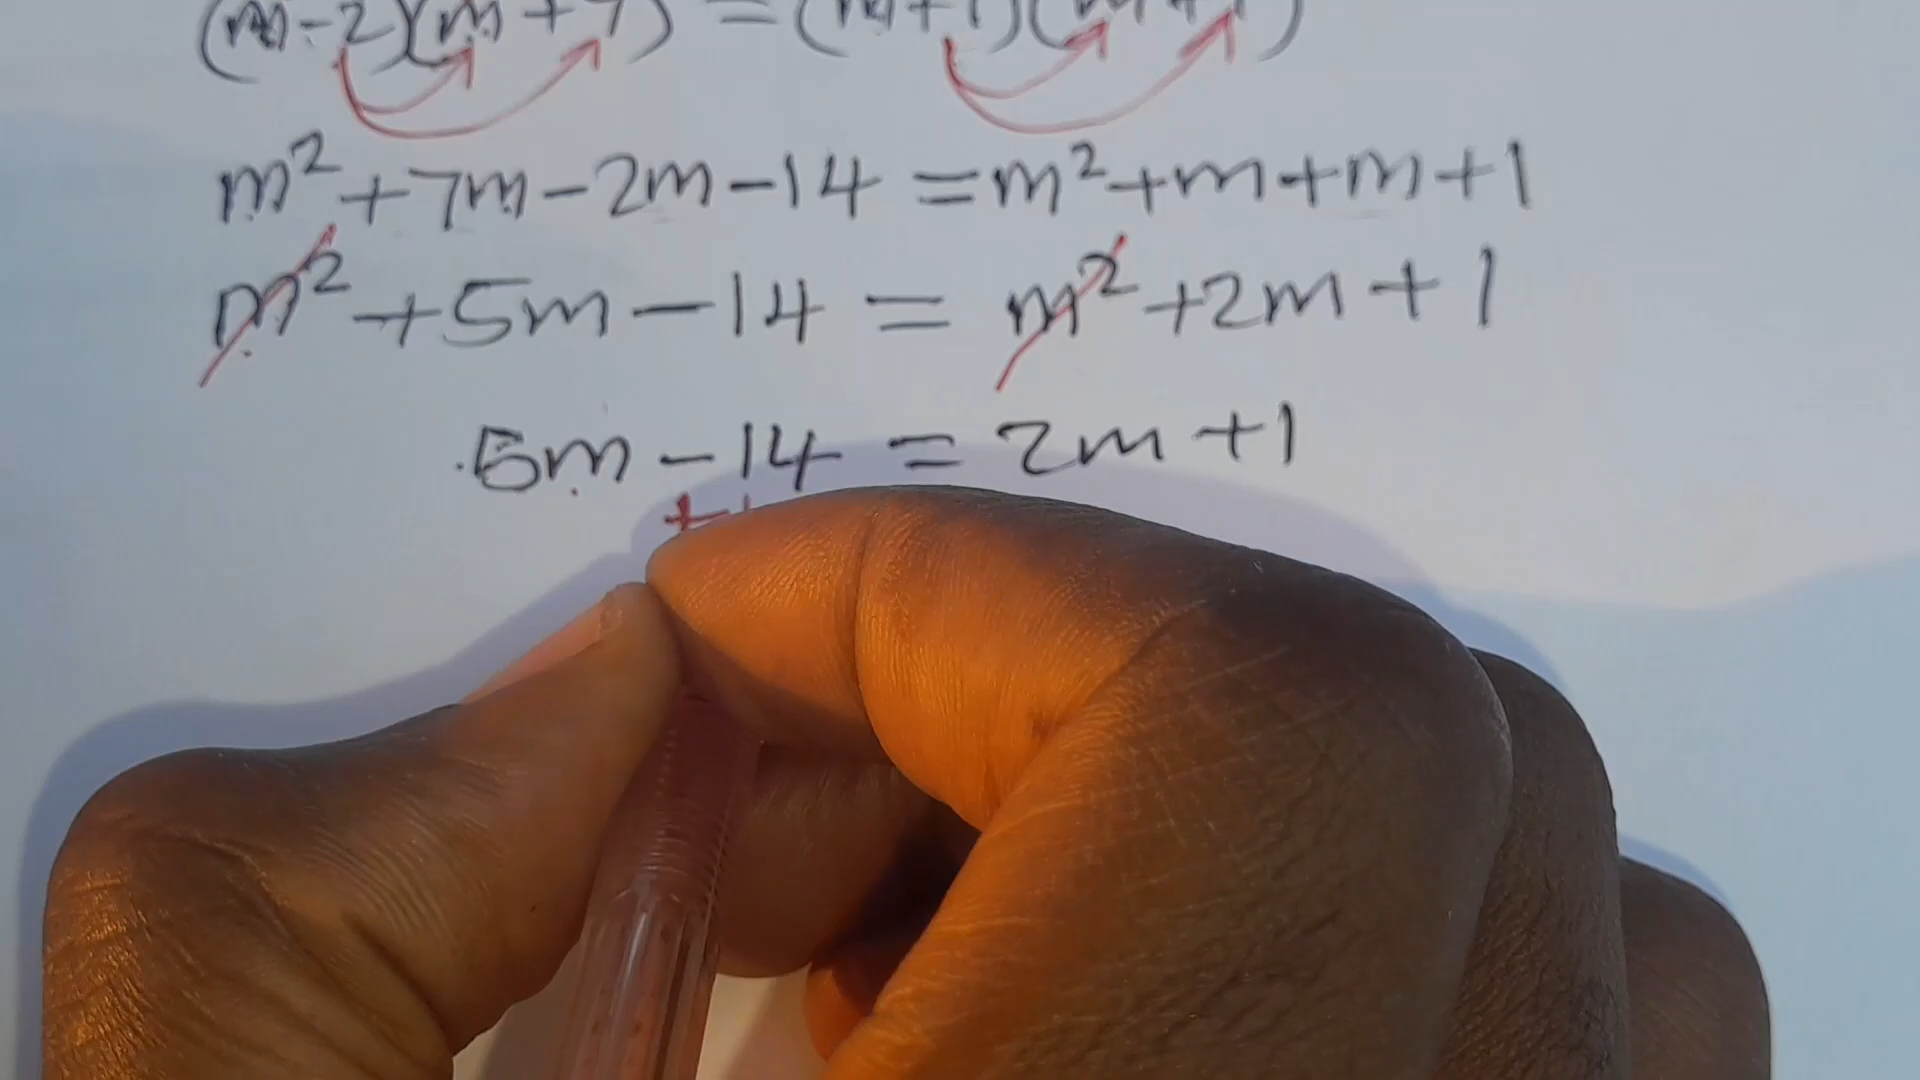 (m-2)(m+7) = (m+1)(m+1)
m²+7m-2m-14 = m²+m+m+1
m²+5m-14 = m²+2m+1
5m-14 = 2m+1
+